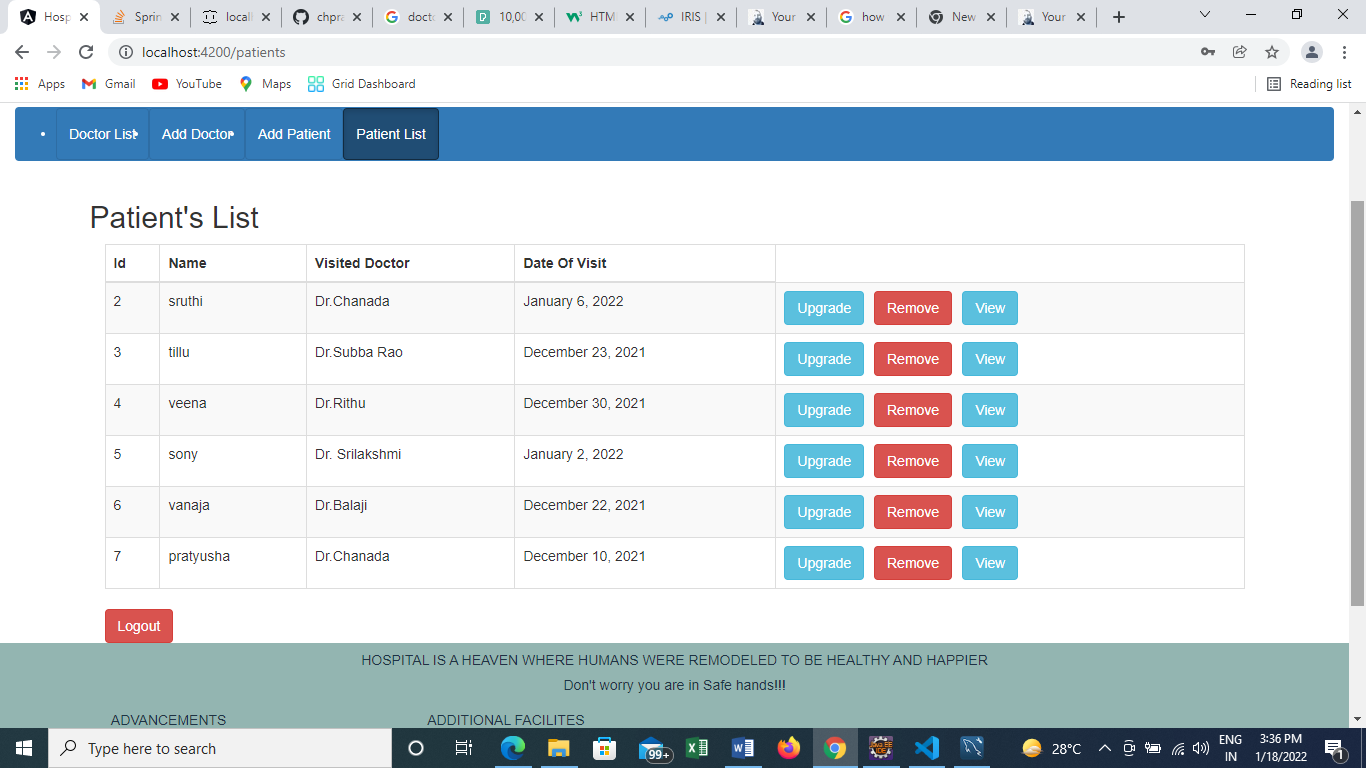 Hosp
Sprin
locall
chpra
docto
10,00
HTML
IRIS |
Your
how
New
Your
localhost:4200/patients
Apps
Gmail
YouTube
Maps
Grid Dashboard
Reading list
Doctor List
Add Doctor
Add Patient
Patient List
Patient's List
Id Name Visited Doctor Date Of Visit
2 sruthi Dr.Chanada January 6, 2022 Upgrade Remove View
3 tillu Dr.Subba Rao December 23, 2021 Upgrade Remove View
4 veena Dr.Rithu December 30, 2021 Upgrade Remove View
5 sony Dr. Srilakshmi January 2, 2022 Upgrade Remove View
6 vanaja Dr.Balaji December 22, 2021 Upgrade Remove View
7 pratyusha Dr.Chanada December 10, 2021 Upgrade Remove View
Logout
HOSPITAL IS A HEAVEN WHERE HUMANS WERE REMODELED TO BE HEALTHY AND HAPPIER
Don't worry you are in Safe hands!!!
ADVANCEMENTS ADDITIONAL FACILITES
Type here to search
99+
28°C
ENG
IN
3:36 PM
1/18/2022
1